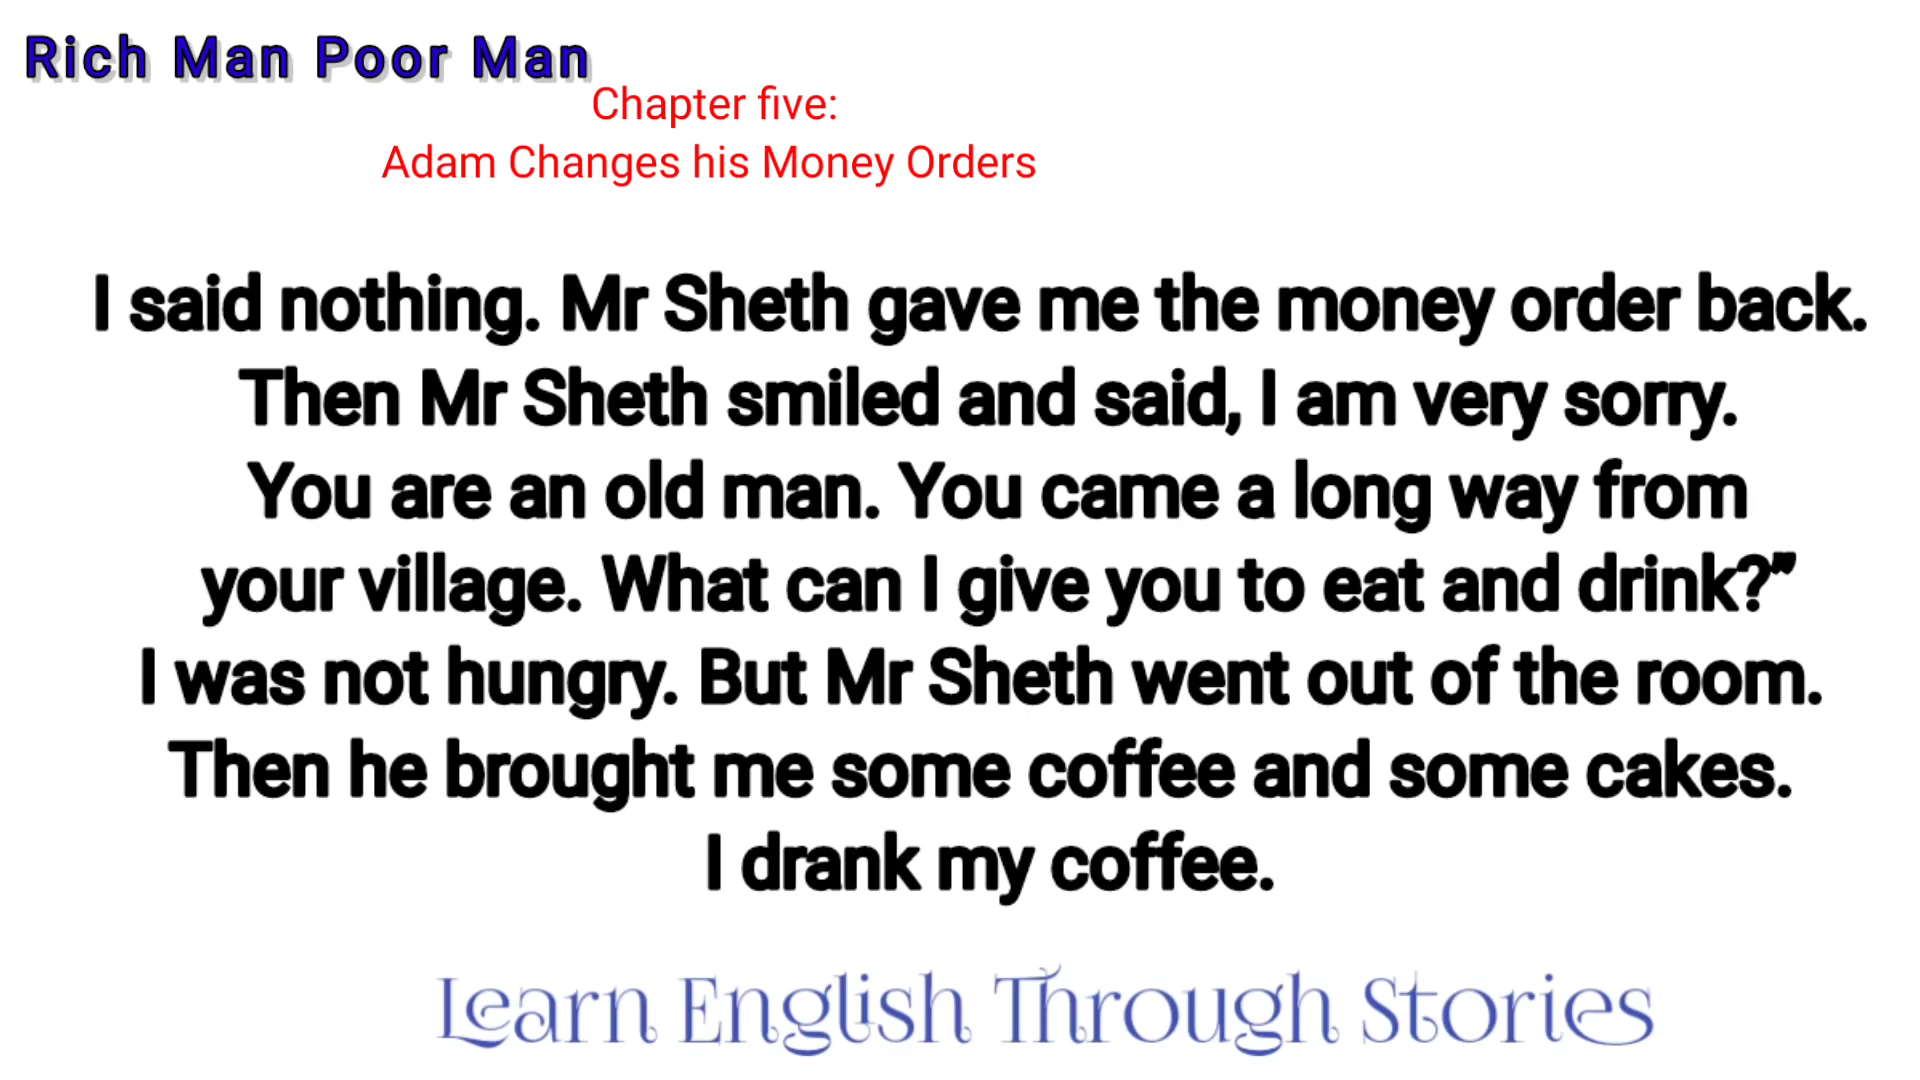 Rich Man Poor Man
Chapter five:
Adam Changes his Money Orders
I said nothing. Mr Sheth gave me the money order back.
Then Mr Sheth smiled and said, I am very sorry.
You are an old man. You came a long way from
your village. What can I give you to eat and drink?”
I was not hungry. But Mr Sheth went out of the room.
Then he brought me some coffee and some cakes.
I drank my coffee.
Learn English Through Stories